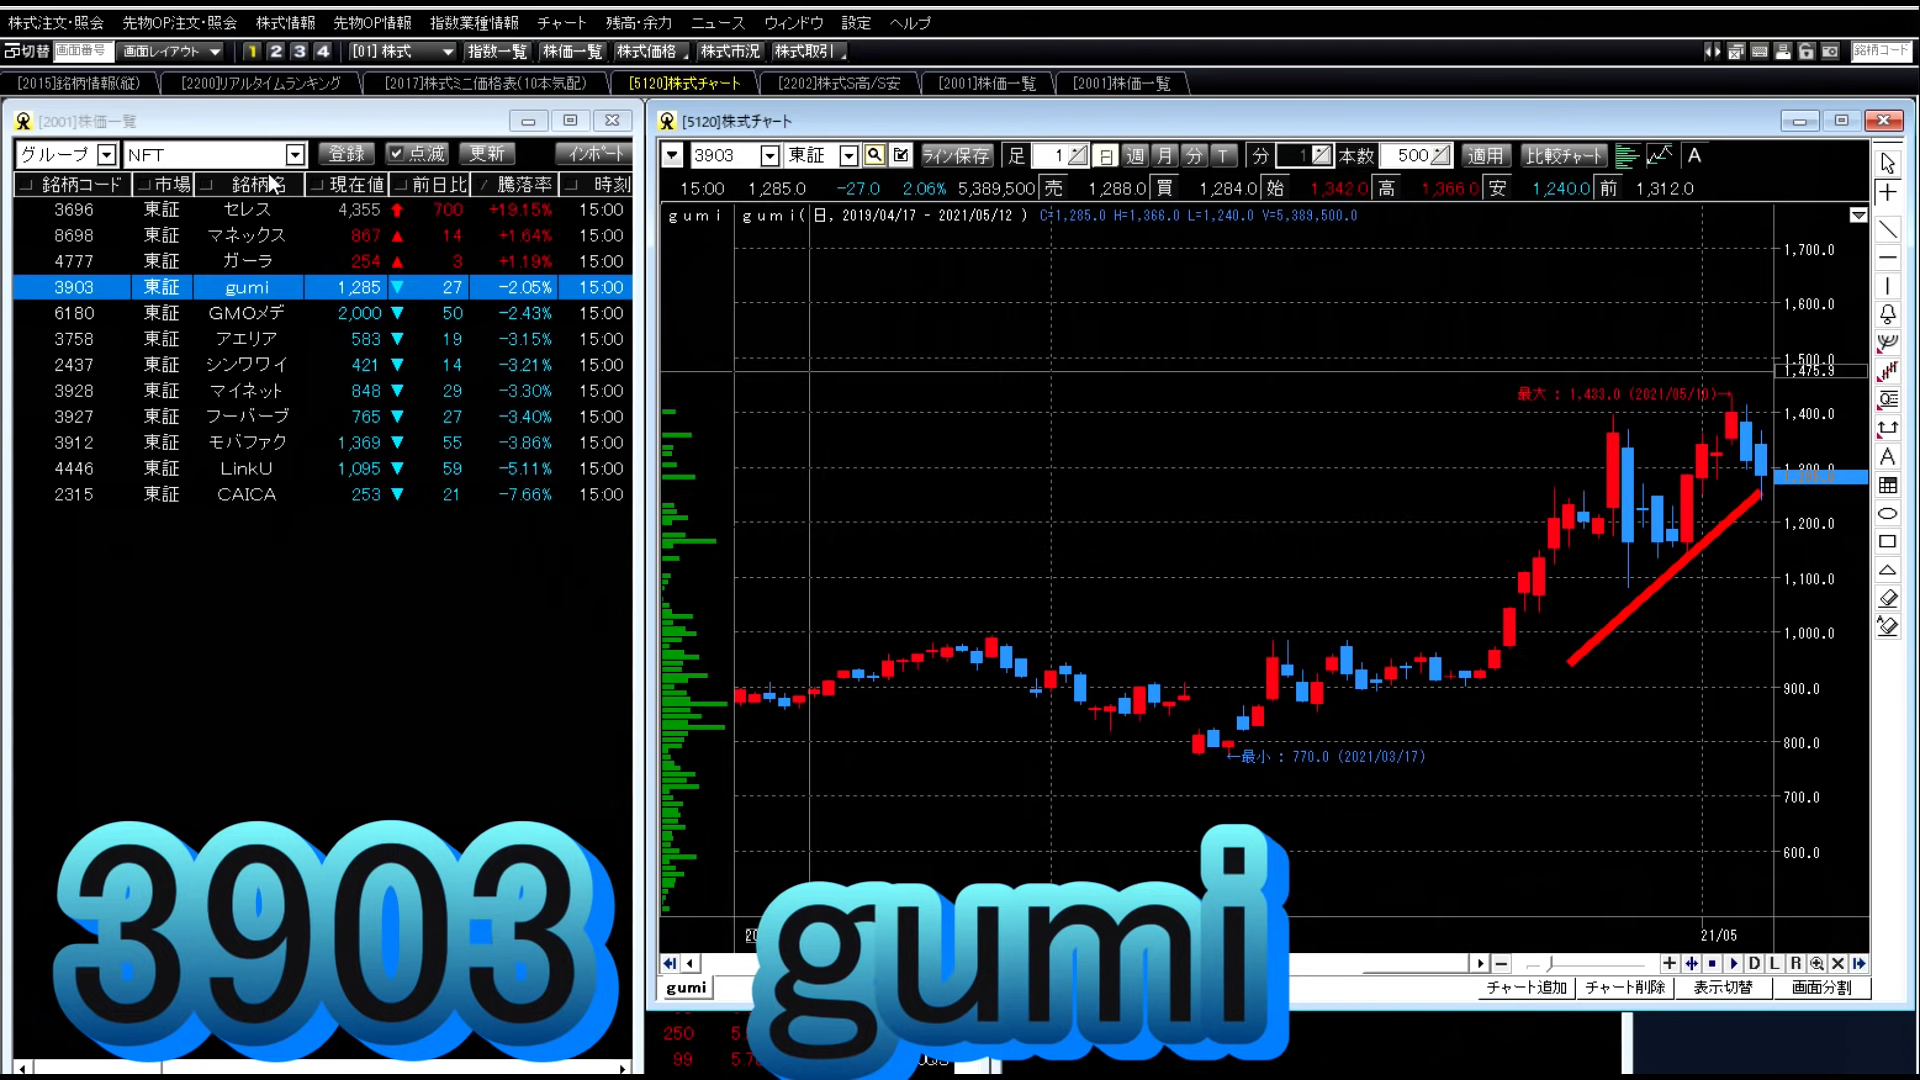 株式注文・照会 先物OP注文・照会 株式情報 先物OP情報 指数業種情報 チャート 残高・余力 ニュース ウィンドウ 設定 ヘルプ
切替 画面番号 画面レイアウト 1 2 3 4 [01] 株式 指数一覧 株価一覧 株式価格 株式市況 株式取引 銘柄コード
[2015]銘柄情報(縦) [2200]リアルタイムランキング [2017]株式ミニ価格表(10本気配) [5120]株式チャート [2202]株式S高/S安 [2001]株価一覧 [2001]株価一覧
[2001]株価一覧
グループ NFT 登録 点滅 更新 インポート
銘柄コード 市場 銘柄名 現在値 前日比 騰落率 時刻
3696 東証 セレス 4,355 700 +19.15% 15:00
8698 東証 マネックス 867 ▲ 14 +1.64% 15:00
4777 東証 ガーラ 254 ▲ 3 +1.19% 15:00
3903 東証 gumi 1,285 ▼ 27 -2.05% 15:00
6180 東証 GMOメデ 2,000 ▼ 50 -2.43% 15:00
3758 東証 アエリア 583 ▼ 19 -3.15% 15:00
2437 東証 シンワワイ 421 ▼ 14 -3.21% 15:00
3928 東証 マイネット 848 ▼ 29 -3.30% 15:00
3927 東証 フーバーブ 765 ▼ 27 -3.40% 15:00
3912 東証 モバファク 1,369 ▼ 55 -3.86% 15:00
4446 東証 LinkU 1,095 ▼ 59 -5.11% 15:00
2315 東証 CAICA 253 ▼ 21 -7.66% 15:00
[5120]株式チャート
3903 東証 ライン保存 足 1 日 週 月 分 T 分 1 本数 500 適用 比較チャート A
15:00 1,285.0 -27.0 2.06% 5,389,500 売 1,288.0 買 1,284.0 始 1,342.0 高 1,366.0 安 1,240.0 前 1,312.0
gumi gumi(日, 2019/04/17 - 2021/05/12 ) C=1,285.0 H=1,366.0 L=1,240.0 V=5,389,500.0
1,700.0
1,600.0
1,500.0
1,475.9
最大 : 1,433.0 (2021/05/10)→
1,400.0
1,300.0
1,200.0
1,100.0
1,000.0
900.0
800.0
←最小 : 770.0 (2021/03/17)
700.0
600.0
21/05
D L R
gumi チャート追加 チャート削除 表示切替 画面分割
250
99
3903 gumi